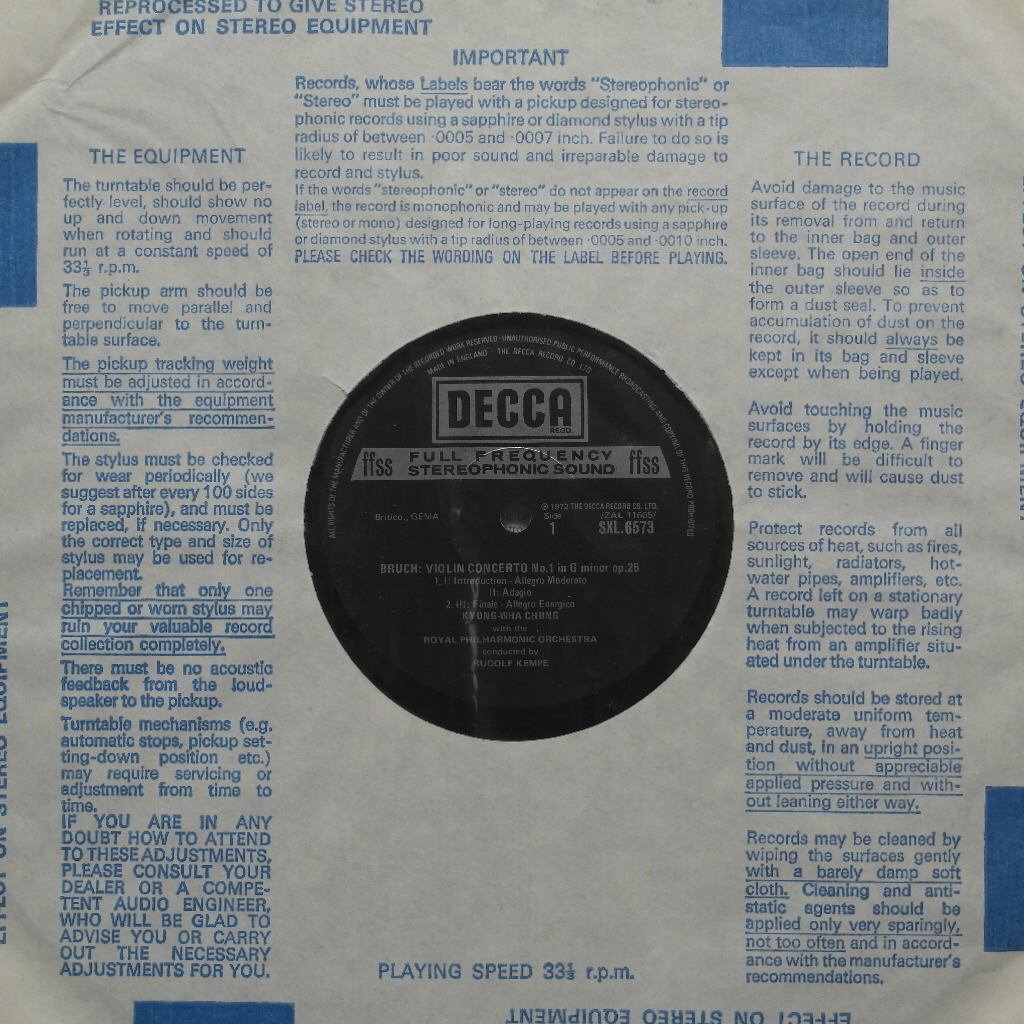 REPROCESSED TO GIVE STEREO
EFFECT ON STEREO EQUIPMENT
IMPORTANT
Records, whose Labels bear the words "Stereophonic" or
"Stereo" must be played with a pickup designed for stereo-
phonic records using a sapphire or diamond stylus with a tip
radius of between ·0005 and ·0007 inch. Failure to do so is
likely to result in poor sound and irreparable damage to
record and stylus.
If the words "stereophonic" or "stereo" do not appear on the record
label, the record is monophonic and may be played with any pick-up
(stereo or mono) designed for long-playing records using a sapphire
or diamond stylus with a tip radius of between ·0005 and ·0010 inch.
PLEASE CHECK THE WORDING ON THE LABEL BEFORE PLAYING.
THE EQUIPMENT
The turntable should be per-
fectly level, should show no
up and down movement
when rotating and should
run at a constant speed of
33⅓ r.p.m.
The pickup arm should be
free to move parallel and
perpendicular to the turn-
table surface.
The pickup tracking weight
must be adjusted in accord-
ance with the equipment
manufacturer's recommen-
dations.
The stylus must be checked
for wear periodically (we
suggest after every 100 sides
for a sapphire), and must be
replaced, if necessary. Only
the correct type and size of
stylus may be used for re-
placement.
Remember that only one
chipped or worn stylus may
ruin your valuable record
collection completely.
There must be no acoustic
feedback from the loud-
speaker to the pickup.
Turntable mechanisms (e.g.
automatic stops, pickup set-
ting-down position etc.)
may require servicing or
adjustment from time to
time.
IF YOU ARE IN ANY
DOUBT HOW TO ATTEND
TO THESE ADJUSTMENTS,
PLEASE CONSULT YOUR
DEALER OR A COMPE-
TENT AUDIO ENGINEER,
WHO WILL BE GLAD TO
ADVISE YOU OR CARRY
OUT THE NECESSARY
ADJUSTMENTS FOR YOU.
ALL RIGHTS OF THE MANUFACTURER AND OF THE OWNER OF THE RECORDED WORK RESERVED · UNAUTHORISED PUBLIC PERFORMANCE BROADCASTING AND COPYING OF THIS RECORD PROHIBITED
MADE IN ENGLAND · THE DECCA RECORD CO LTD
DECCA
REGD.
ffss FULL FREQUENCY ffss
STEREOPHONIC SOUND
℗ 1973 THE DECCA RECORD CO. LTD.
Britico., GEMA
Side /ZAL 11605/
1 SXL.6573
BRUCH: VIOLIN CONCERTO No.1 in G minor op.26
1. I: Introduction - Allegro Moderato
II: Adagio
2. III: Finale - Allegro Energico
KYUNG-WHA CHUNG
with the
ROYAL PHILHARMONIC ORCHESTRA
conducted by
RUDOLF KEMPE
THE RECORD
Avoid damage to the music
surface of the record during
its removal from and return
to the inner bag and outer
sleeve. The open end of the
inner bag should lie inside
the outer sleeve so as to
form a dust seal. To prevent
accumulation of dust on the
record, it should always be
kept in its bag and sleeve
except when being played.
Avoid touching the music
surfaces by holding the
record by its edge. A finger
mark will be difficult to
remove and will cause dust
to stick.
Protect records from all
sources of heat, such as fires,
sunlight, radiators, hot-
water pipes, amplifiers, etc.
A record left on a stationary
turntable may warp badly
when subjected to the rising
heat from an amplifier situ-
ated under the turntable.
Records should be stored at
a moderate uniform tem-
perature, away from heat
and dust, in an upright posi-
tion without appreciable
applied pressure and with-
out leaning either way.
Records may be cleaned by
wiping the surfaces gently
with a barely damp soft
cloth. Cleaning and anti-
static agents should be
applied only very sparingly,
not too often and in accord-
ance with the manufacturer's
recommendations.
PLAYING SPEED 33⅓ r.p.m.
EFFECT ON STEREO EQUIPMENT
EFFECT ON STEREO EQUIPMENT